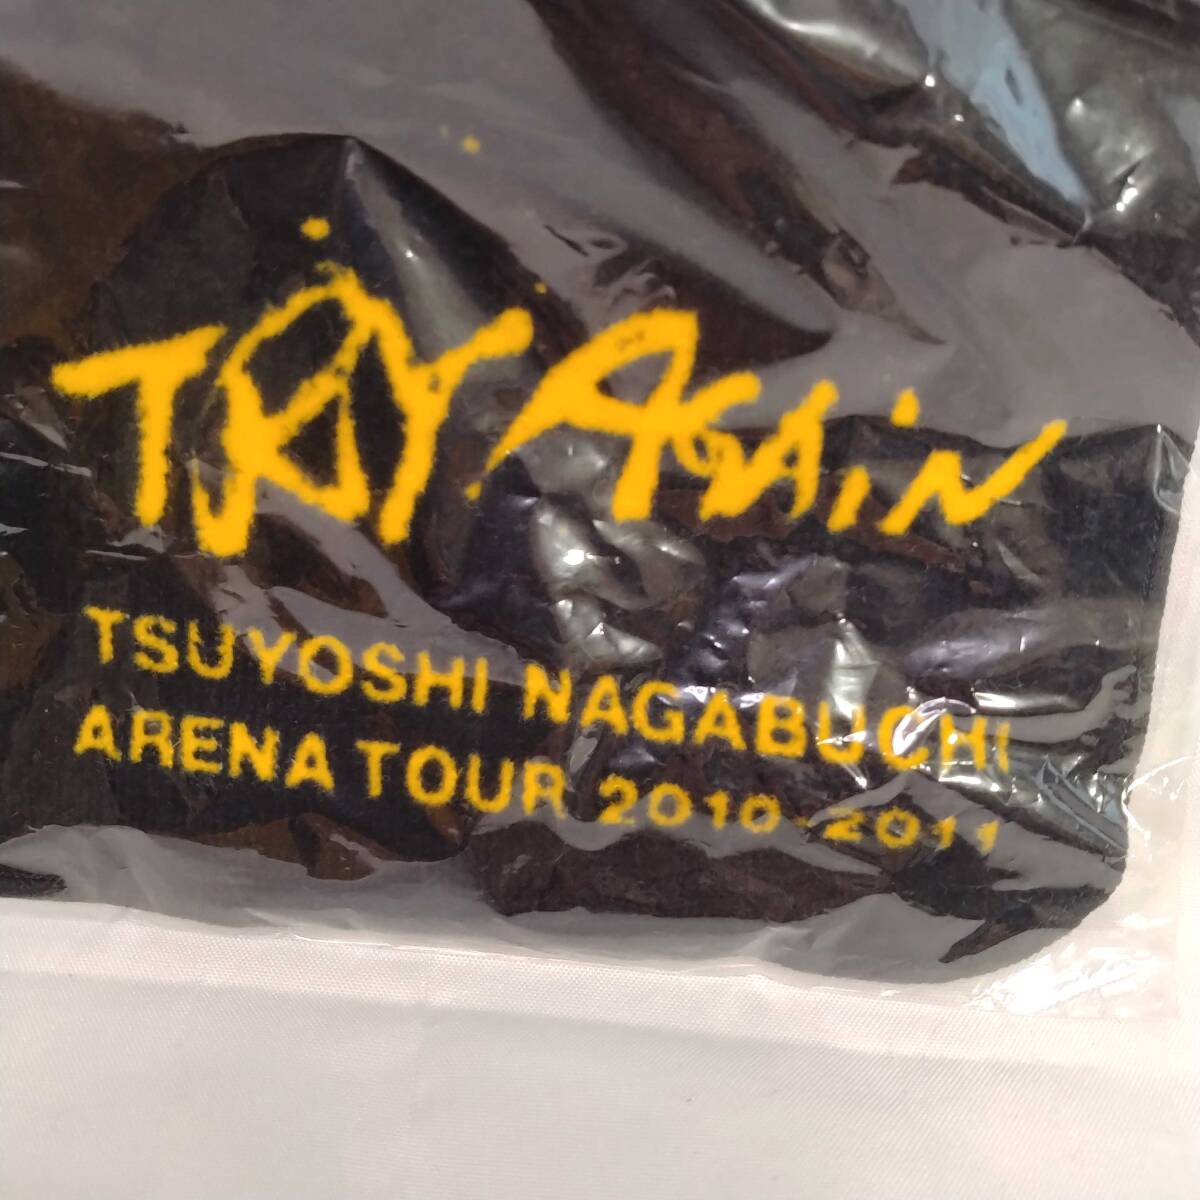 TRY AGAiN
TSUYOSHI NAGABUCHI
ARENA TOUR 2010-2011